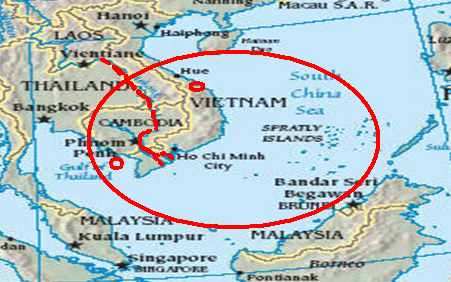 Macau S.A.R.
Hanoi
Haiphong
LAOS
Hainan
Dao
Vientiane
Hue
South
China
Sea
THAILAND
VIETNAM
Bangkok
CAMBODIA
SPRATLY
ISLANDS
Phnom
Penh
Ho Chi Minh
City
Gulf of
Thailand
Bandar Seri
Begawan
BRUNEI
MALAYSIA
MALAYSIA
Kuala Lumpur
Singapore
SINGAPORE
Borneo
Pontianak